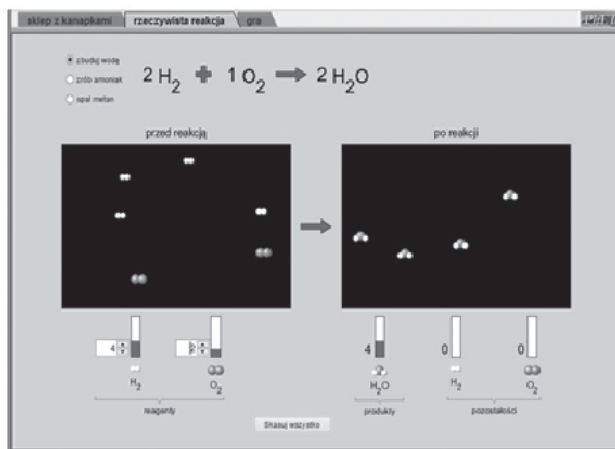 sklep z kanapkami rzeczywista reakcja gra
zbuduj wodę
zrób amoniak
spal metan
2 H2 + 1 O2 → 2 H2O
przed reakcją po reakcji
4 4 0 0
H2 O2 H2O H2 O2
reagenty produkty pozostałości
Skasuj wszystko